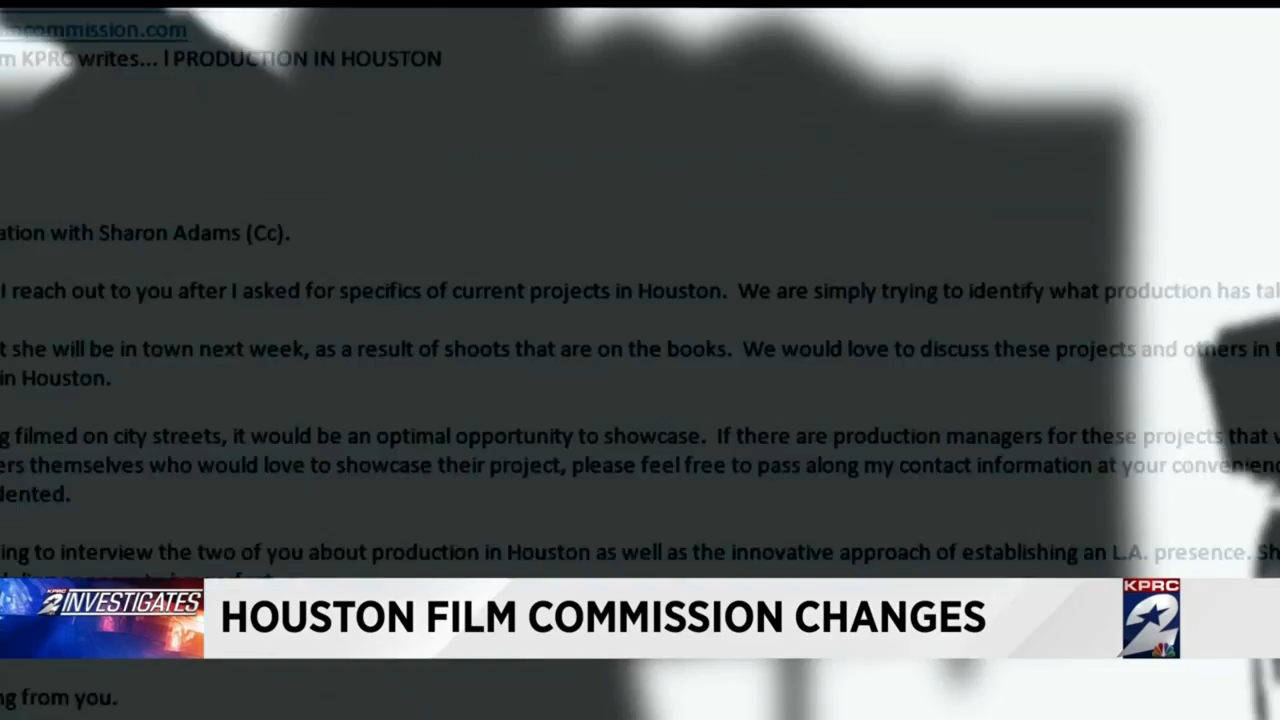 commission.com
m KPRC writes... l PRODUCTION IN HOUSTON
ation with Sharon Adams (Cc).
I reach out to you after I asked for specifics of current projects in Houston. We are simply trying to identify what production has tal
t she will be in town next week, as a result of shoots that are on the books. We would love to discuss these projects and others in
in Houston.
g filmed on city streets, it would be an optimal opportunity to showcase. If there are production managers for these projects that
ers themselves who would love to showcase their project, please feel free to pass along my contact information at your convenienc
dented.
ing to interview the two of you about production in Houston as well as the innovative approach of establishing an L.A. presence. Sh
KPRC 2 INVESTIGATES
HOUSTON FILM COMMISSION CHANGES
KPRC
2
ng from you.